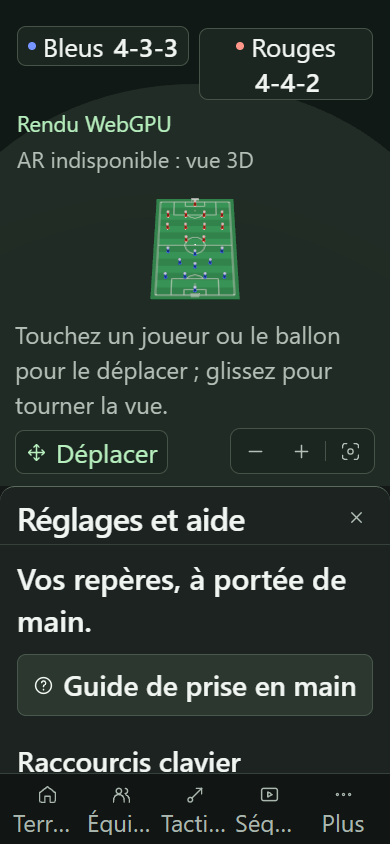 Bleus 4-3-3
Rouges
4-4-2
Rendu WebGPU
AR indisponible : vue 3D
Touchez un joueur ou le ballon
pour le déplacer ; glissez pour
tourner la vue.
Déplacer
Réglages et aide
Vos repères, à portée de
main.
Guide de prise en main
Raccourcis clavier
Terr... Équi... Tacti... Séq... Plus